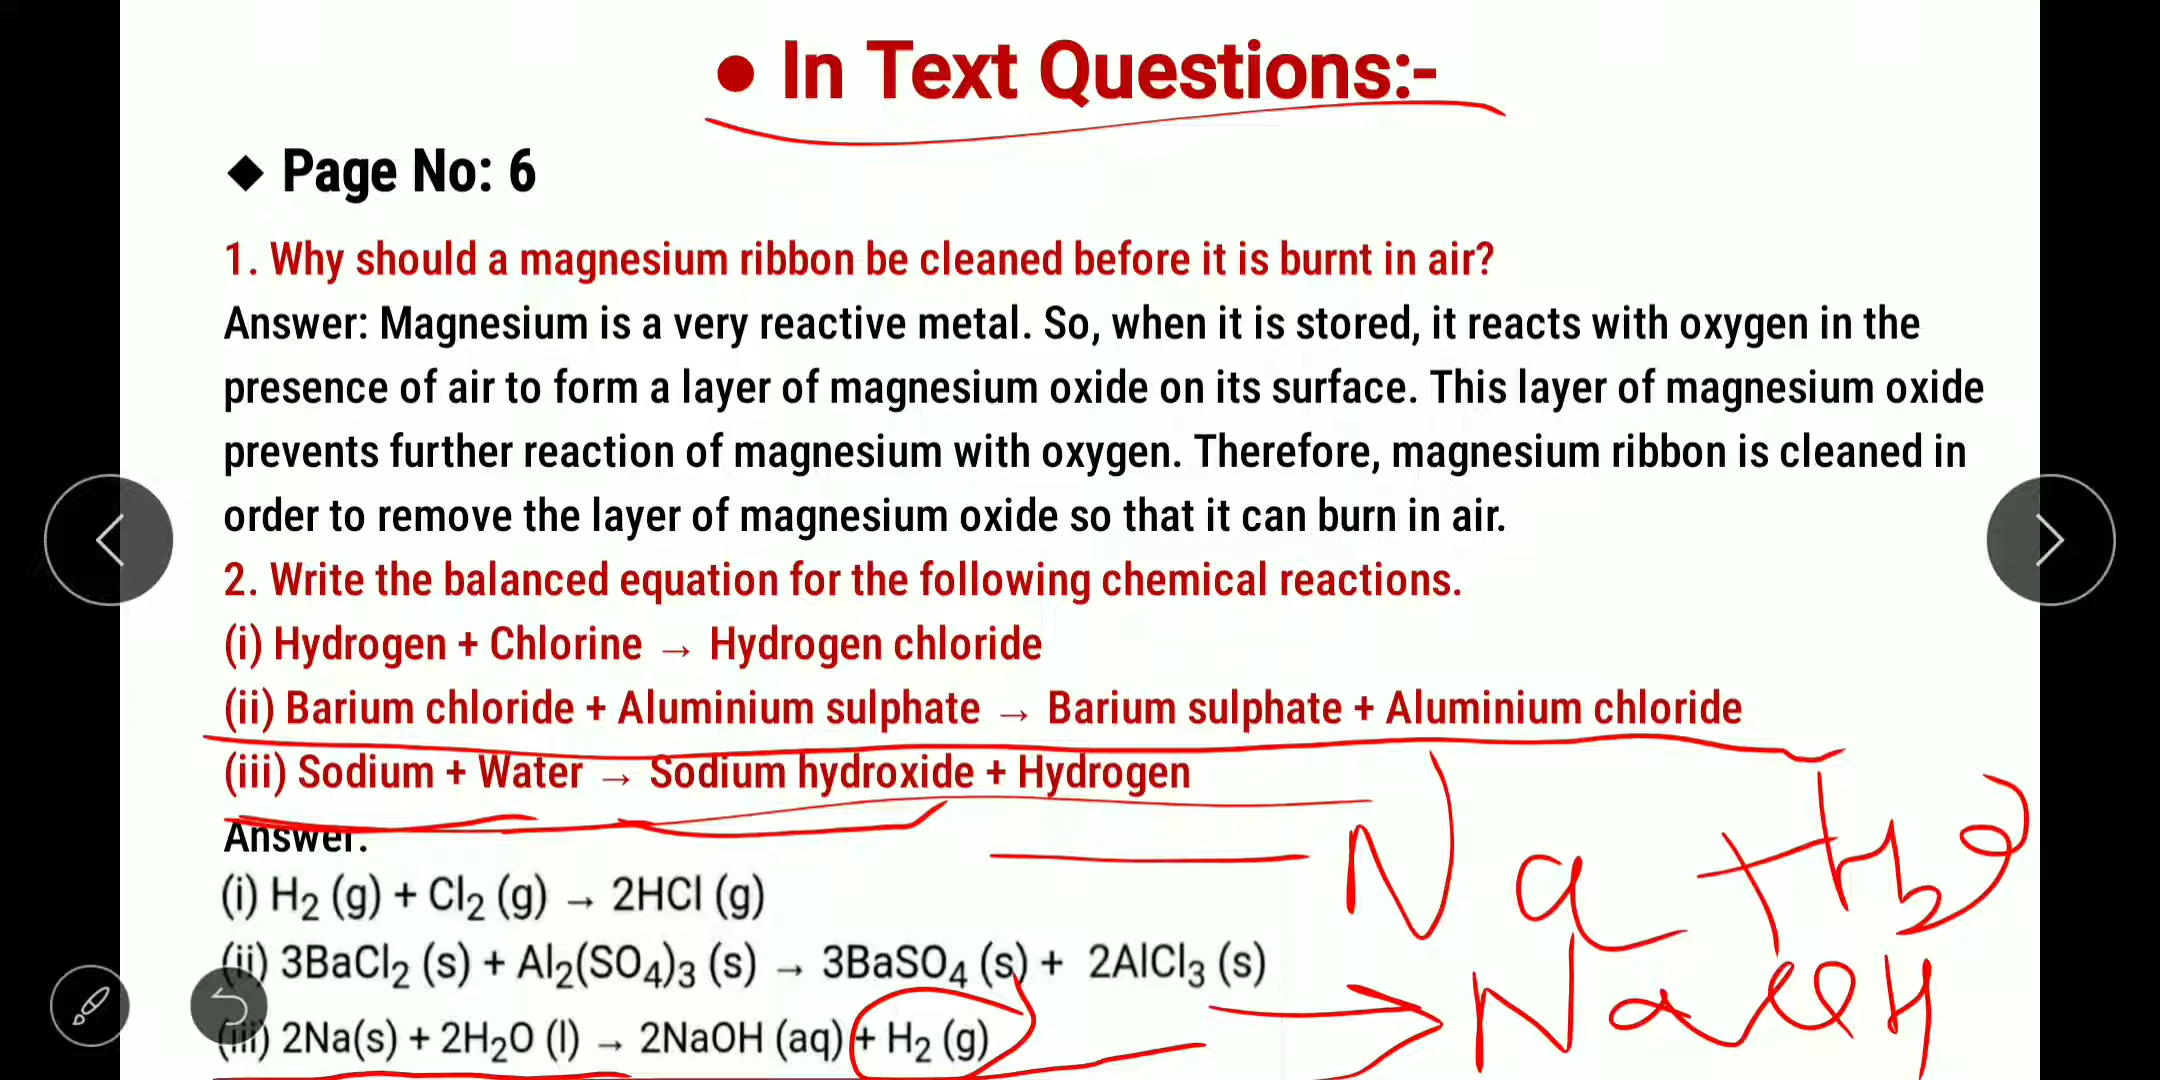 ● In Text Questions:-
◆ Page No: 6
1. Why should a magnesium ribbon be cleaned before it is burnt in air?
Answer: Magnesium is a very reactive metal. So, when it is stored, it reacts with oxygen in the
presence of air to form a layer of magnesium oxide on its surface. This layer of magnesium oxide
prevents further reaction of magnesium with oxygen. Therefore, magnesium ribbon is cleaned in
order to remove the layer of magnesium oxide so that it can burn in air.
2. Write the balanced equation for the following chemical reactions.
(i) Hydrogen + Chlorine → Hydrogen chloride
(ii) Barium chloride + Aluminium sulphate → Barium sulphate + Aluminium chloride
(iii) Sodium + Water → Sodium hydroxide + Hydrogen
Answer:
(i) H₂ (g) + Cl₂ (g) → 2HCl (g)
Na + H₂O
(ii) 3BaCl₂ (s) + Al₂(SO₄)₃ (s) → 3BaSO₄ (s) + 2AlCl₃ (s)
(iii) 2Na(s) + 2H₂O (l) → 2NaOH (aq) + H₂ (g)
→ NaOH